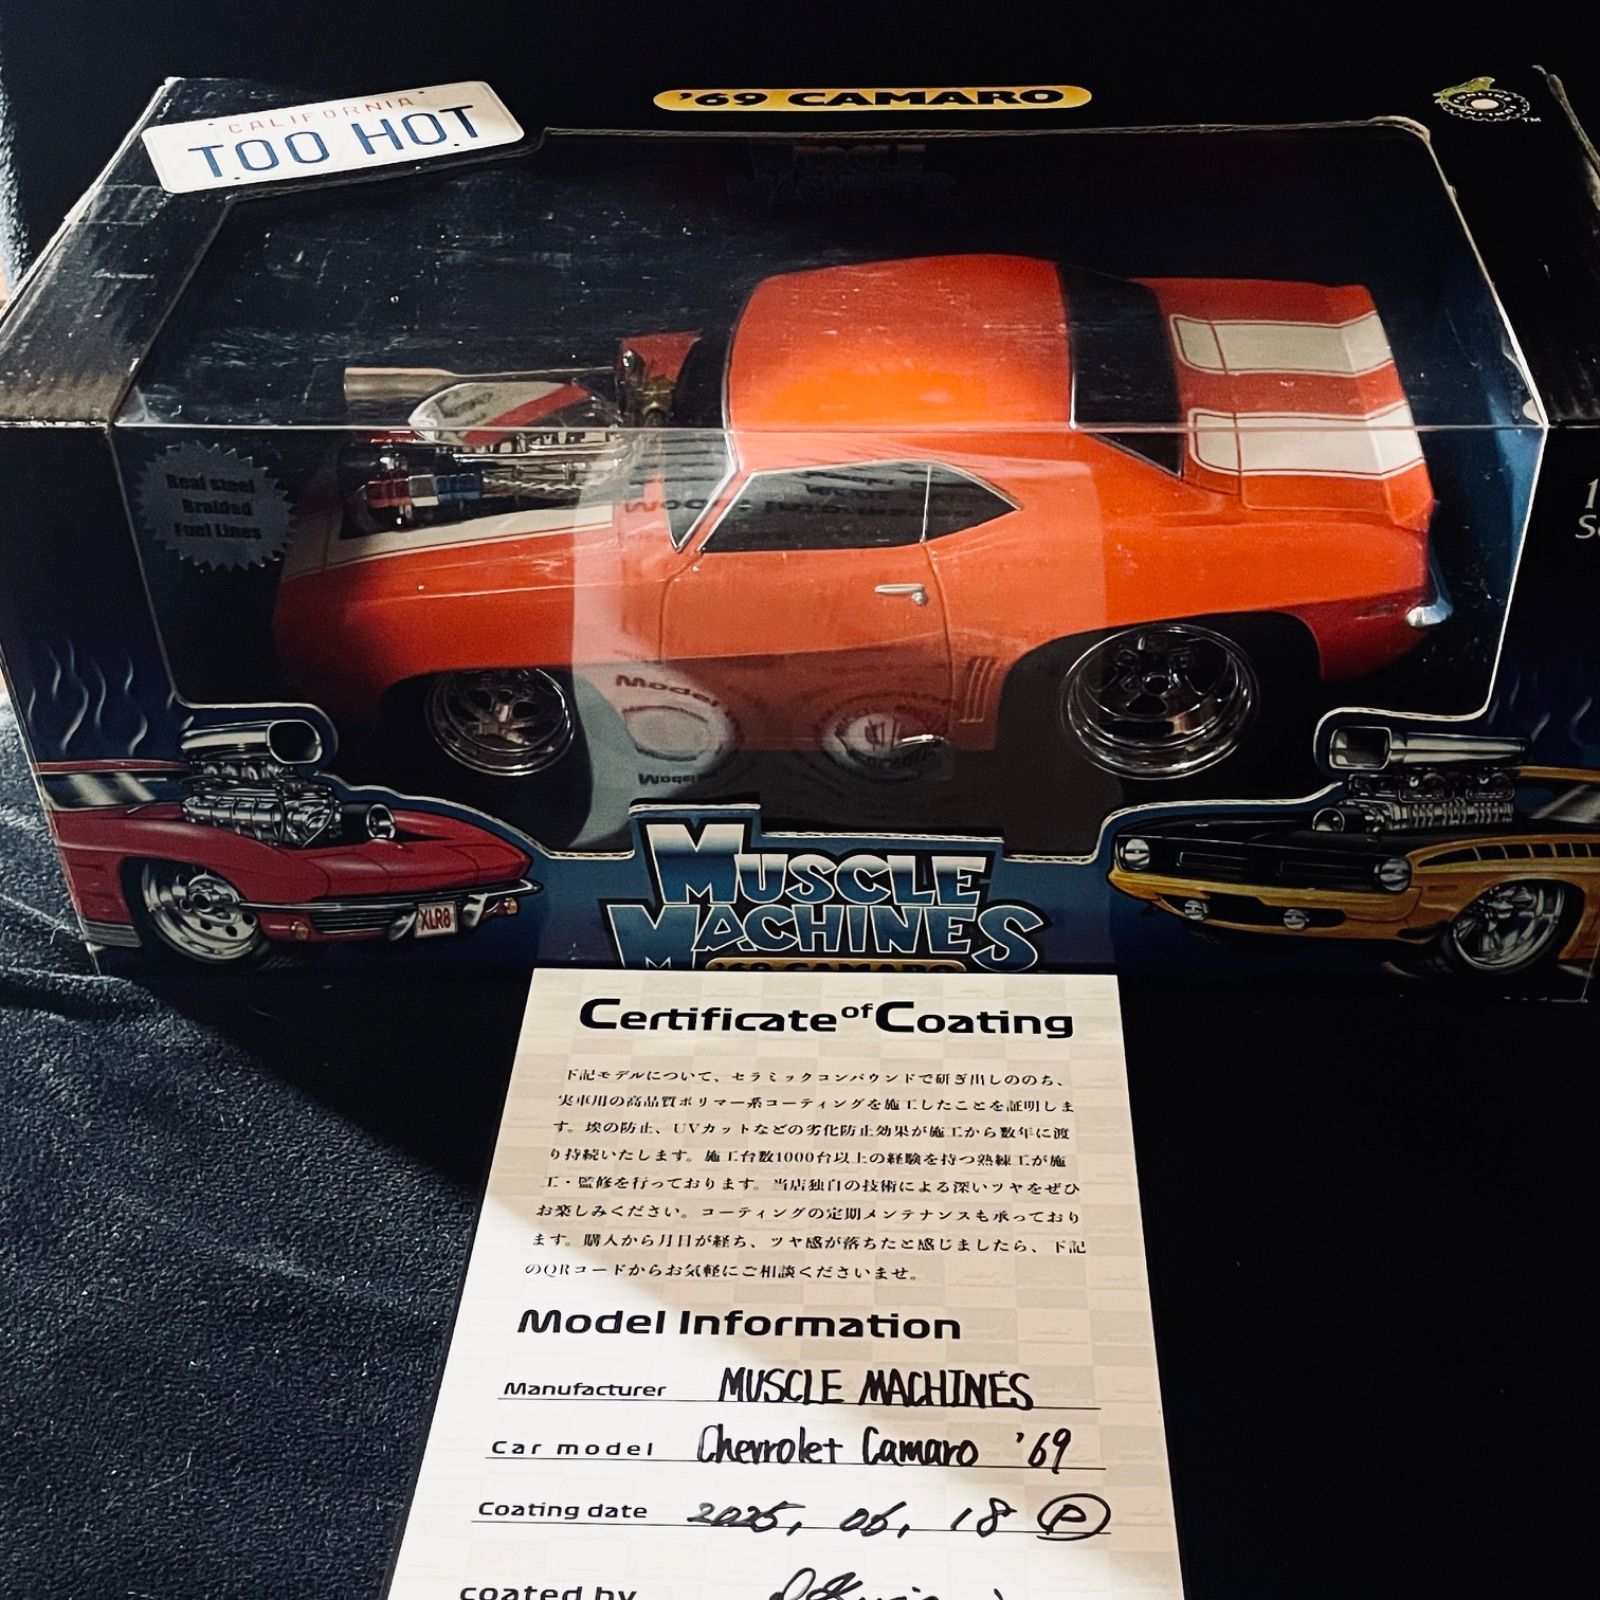 CALIFORNIA
TOO HOT
'69 CAMARO
MUSCLE
MACHINES
Real steel
Braided
Fuel Lines
Model
XLR8
MUSCLE
MACHINES
'69 CAMARO
Certificate of Coating
下記モデルについて、セラミックコンパウンドで研ぎ出しののち、
実車用の高品質ポリマー系コーティングを施工したことを証明しま
す。埃の防止、UVカットなどの劣化防止効果が施工から数年に渡
り持続いたします。施工台数1000台以上の経験を持つ熟練工が施
工・監修を行っております。当店独自の技術による深いツヤをぜひ
お楽しみください。コーティングの定期メンテナンスも承っており
ます。購入から月日が経ち、ツヤ感が落ちたと感じましたら、下記
のQRコードからお気軽にご相談くださいませ。
Model Information
Manufacturer MUSCLE MACHINES
Car model Chevrolet Camaro '69
Coating date 2025, 06, 18 P
coated by